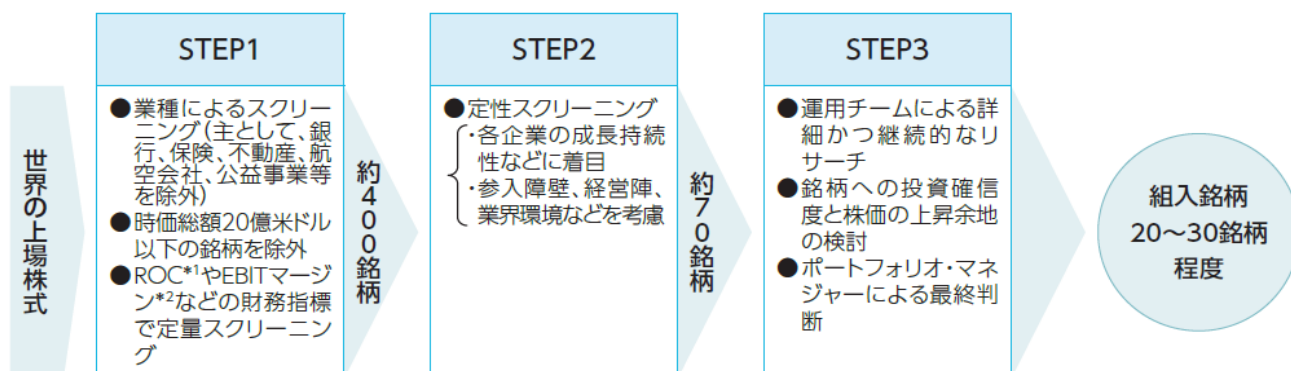 世界の上場株式
STEP1
●業種によるスクリー
ニング(主として、銀
行、保険、不動産、航
空会社、公益事業等
を除外)
●時価総額20億米ドル
以下の銘柄を除外
●ROC*1やEBITマージ
ン*2などの財務指標
で定量スクリーニン
グ
約400銘柄
STEP2
●定性スクリーニング
・各企業の成長持続
性などに着目
・参入障壁、経営陣、
業界環境などを考慮
約70銘柄
STEP3
●運用チームによる詳
細かつ継続的なリ
サーチ
●銘柄への投資確信
度と株価の上昇余地
の検討
●ポートフォリオ・マネ
ジャーによる最終判
断
組入銘柄
20～30銘柄
程度